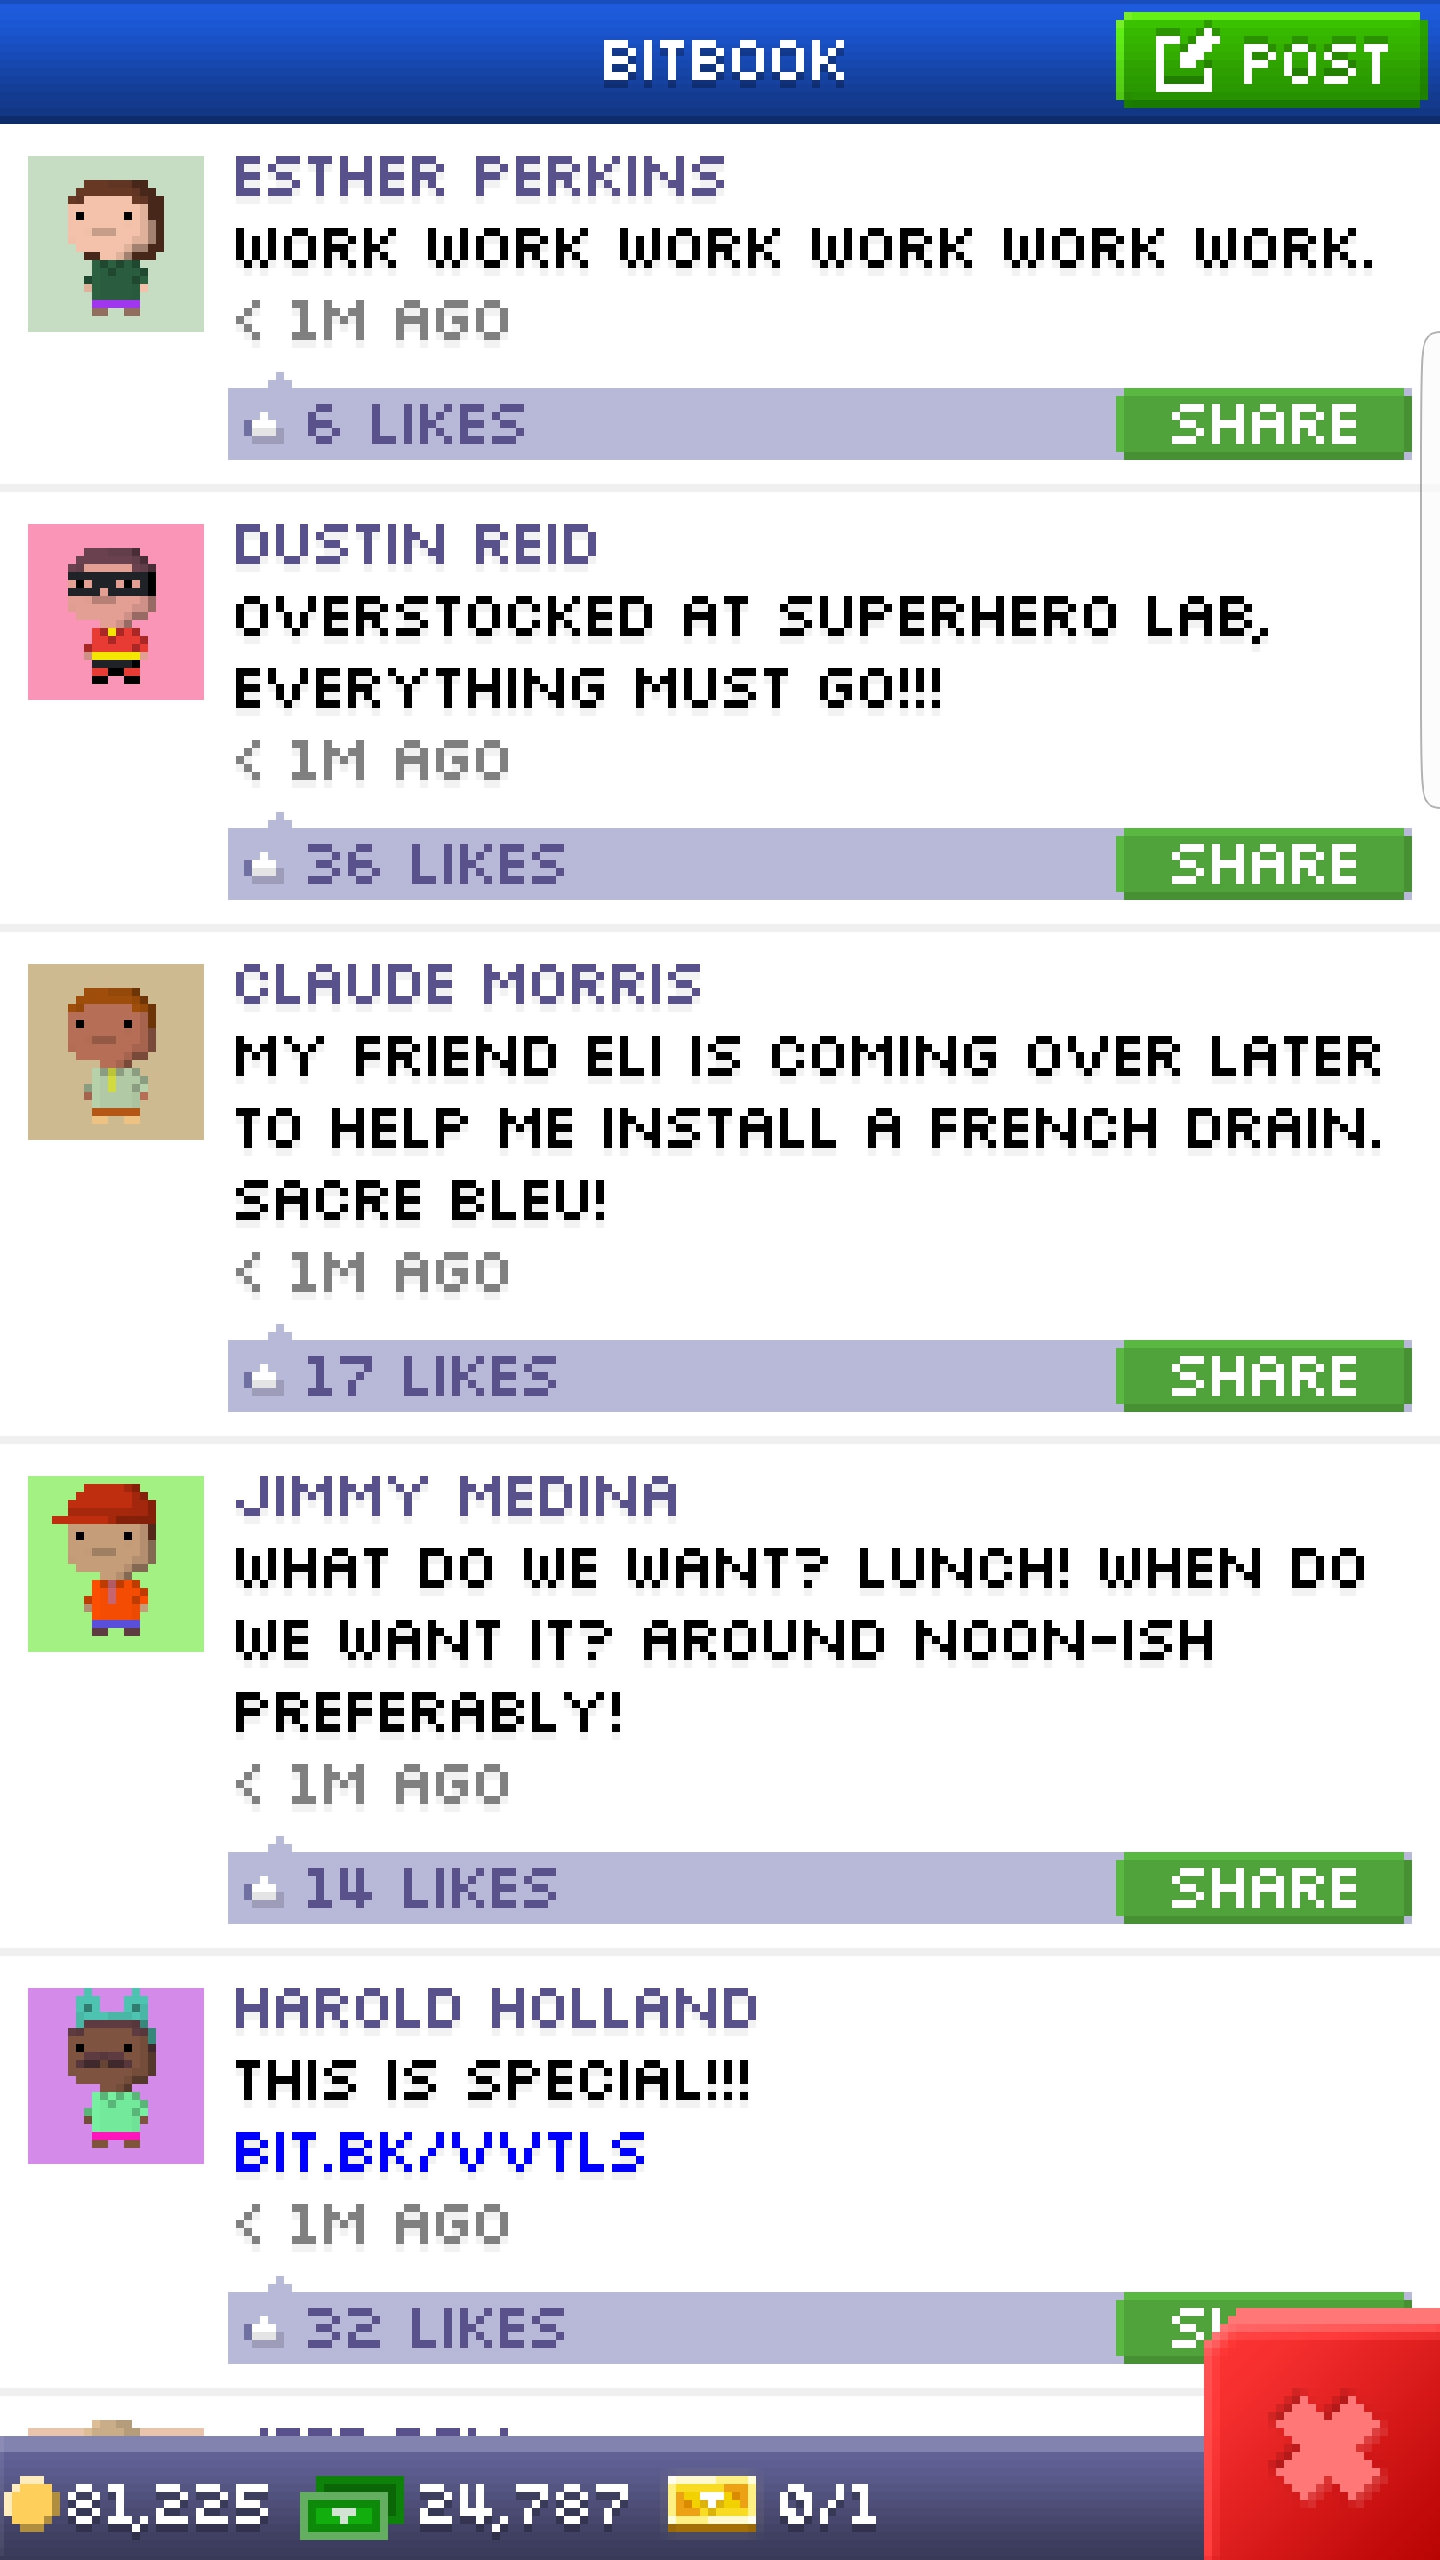 BITBOOK
POST
ESTHER PERKINS
WORK WORK WORK WORK WORK WORK.
< 1M AGO
6 LIKES
SHARE
DUSTIN REID
OVERSTOCKED AT SUPERHERO LAB,
EVERYTHING MUST GO!!!
< 1M AGO
36 LIKES
SHARE
CLAUDE MORRIS
MY FRIEND ELI IS COMING OVER LATER
TO HELP ME INSTALL A FRENCH DRAIN.
SACRE BLEU!
< 1M AGO
17 LIKES
SHARE
JIMMY MEDINA
WHAT DO WE WANT? LUNCH! WHEN DO
WE WANT IT? AROUND NOON-ISH
PREFERABLY!
< 1M AGO
14 LIKES
SHARE
HAROLD HOLLAND
THIS IS SPECIAL!!!
BIT.BK/VVTLS
< 1M AGO
32 LIKES
81,225
24,787
0/1